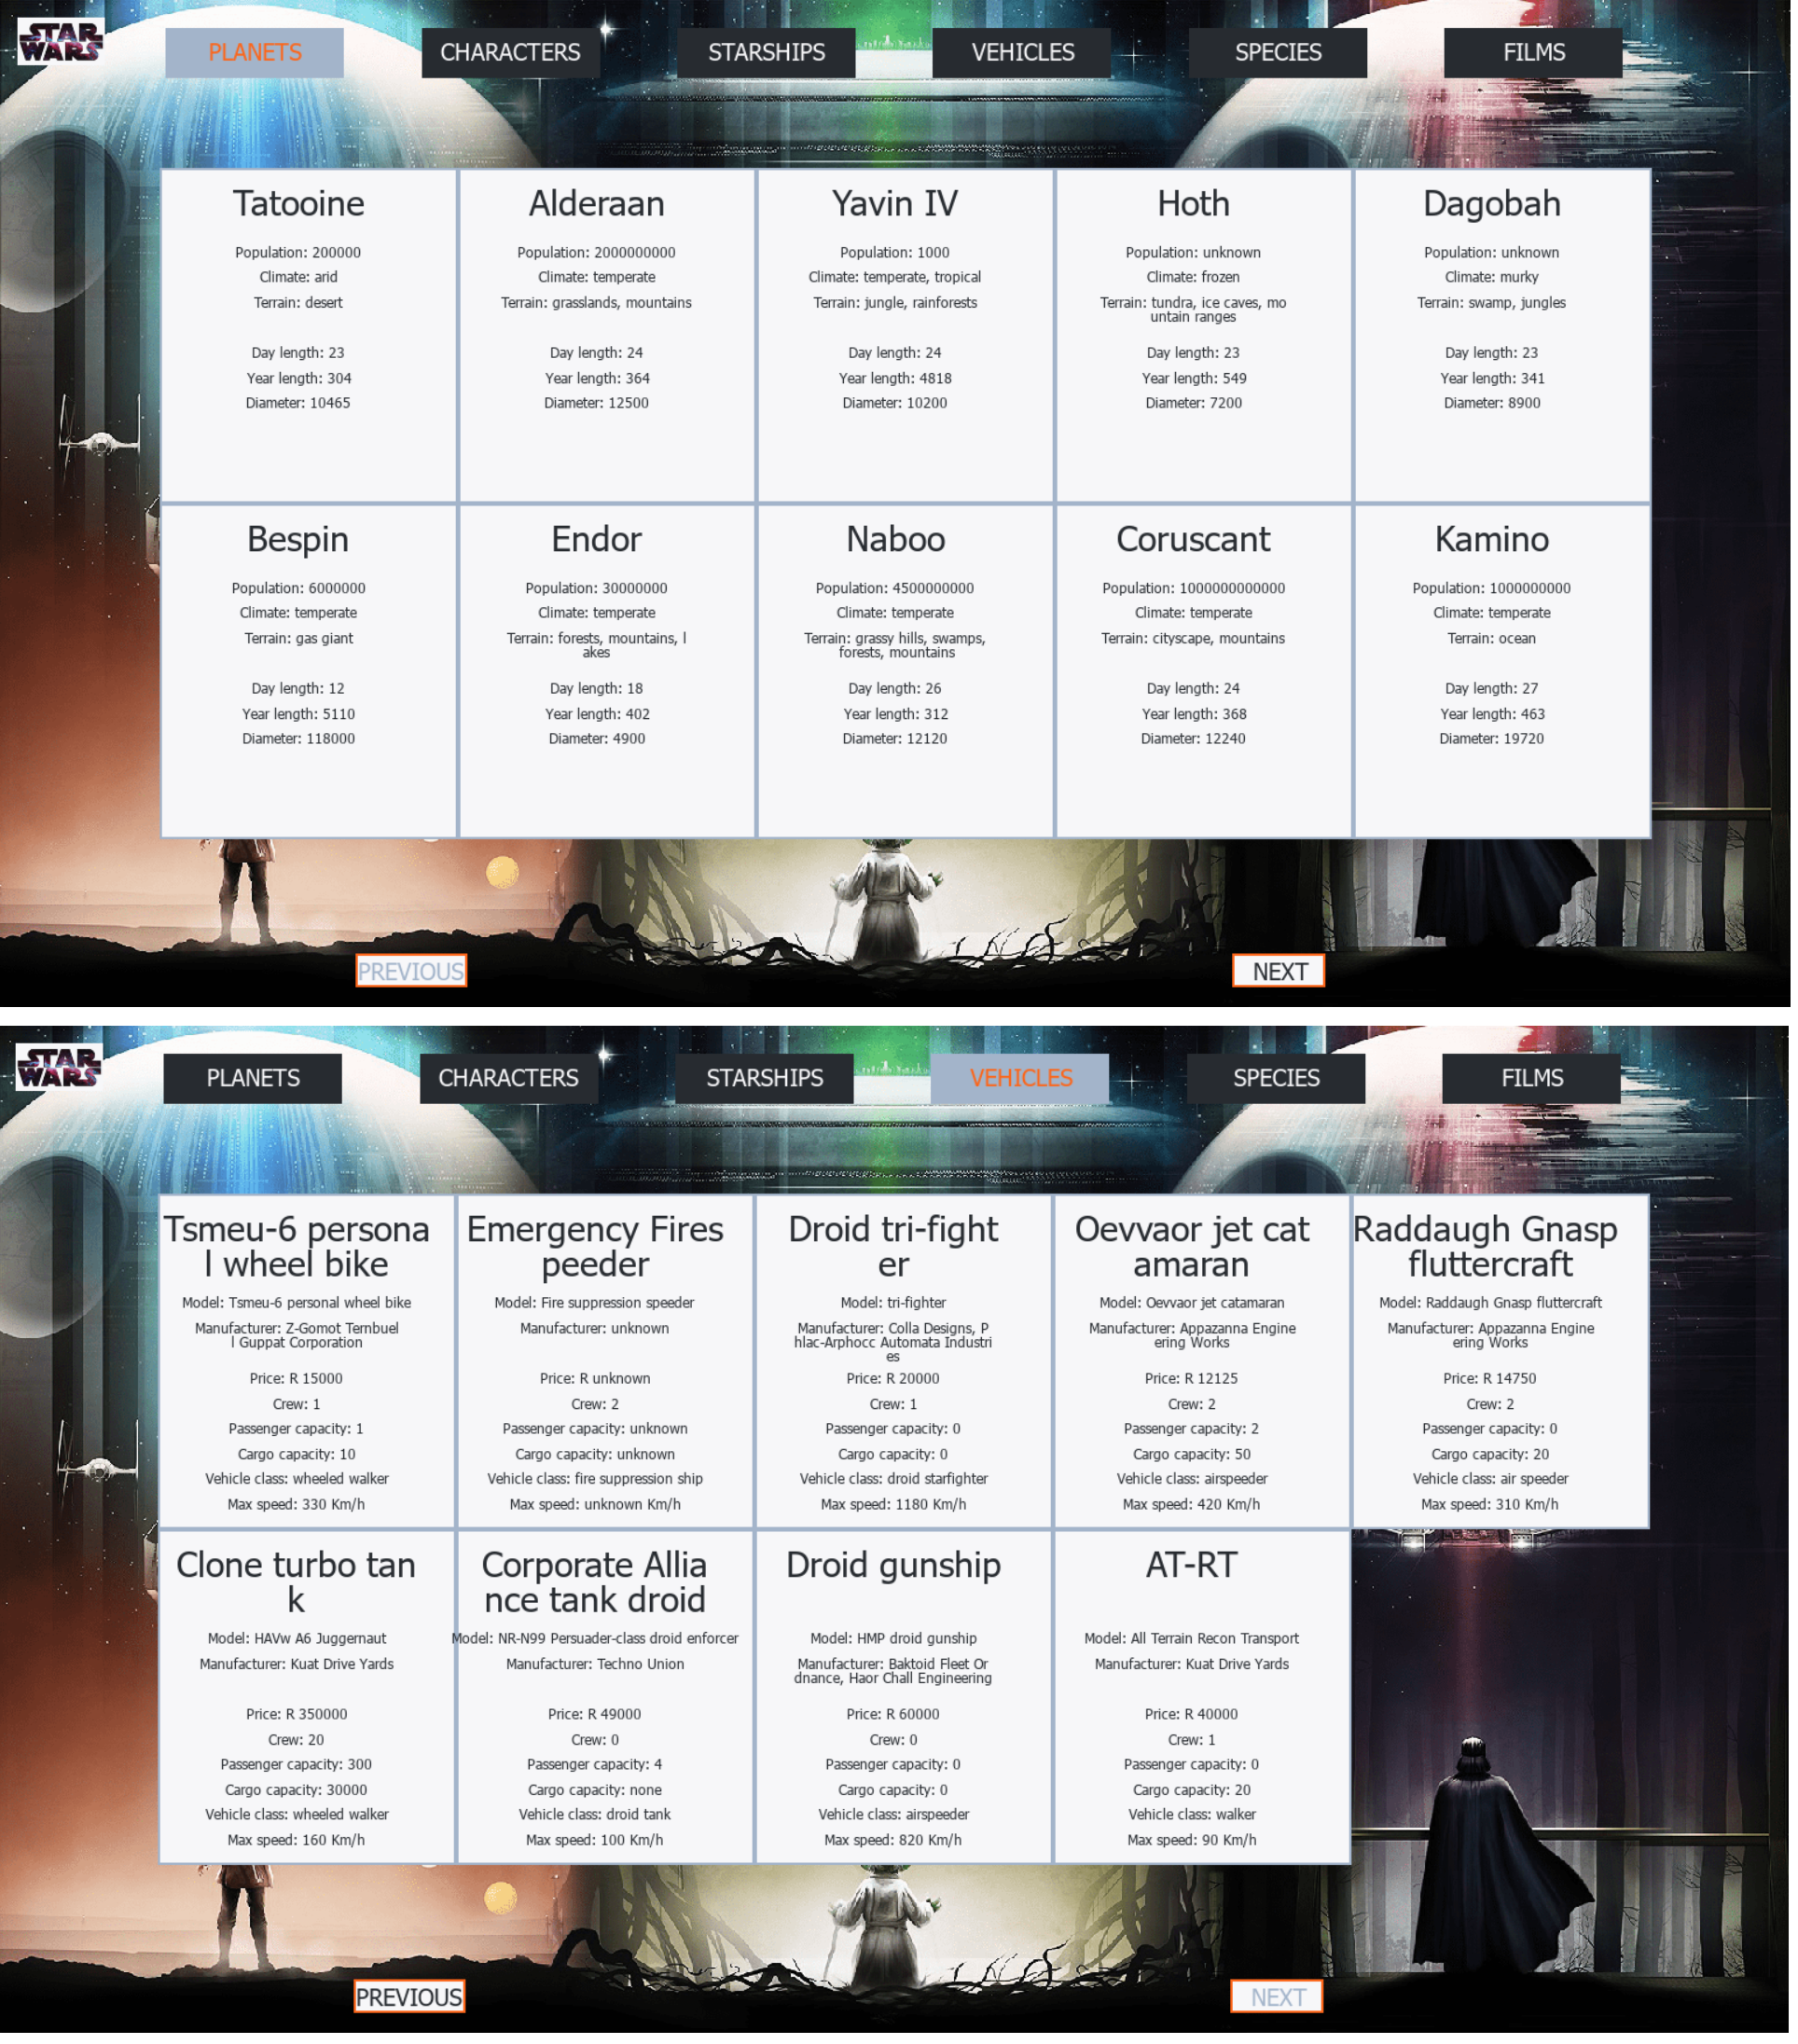 STAR
WARS
PLANETS
CHARACTERS
STARSHIPS
VEHICLES
SPECIES
FILMS
Tatooine
Population: 200000
Climate: arid
Terrain: desert
Day length: 23
Year length: 304
Diameter: 10465
Alderaan
Population: 2000000000
Climate: temperate
Terrain: grasslands, mountains
Day length: 24
Year length: 364
Diameter: 12500
Yavin IV
Population: 1000
Climate: temperate, tropical
Terrain: jungle, rainforests
Day length: 24
Year length: 4818
Diameter: 10200
Hoth
Population: unknown
Climate: frozen
Terrain: tundra, ice caves, mo
untain ranges
Day length: 23
Year length: 549
Diameter: 7200
Dagobah
Population: unknown
Climate: murky
Terrain: swamp, jungles
Day length: 23
Year length: 341
Diameter: 8900
Bespin
Population: 6000000
Climate: temperate
Terrain: gas giant
Day length: 12
Year length: 5110
Diameter: 118000
Endor
Population: 30000000
Climate: temperate
Terrain: forests, mountains, l
akes
Day length: 18
Year length: 402
Diameter: 4900
Naboo
Population: 4500000000
Climate: temperate
Terrain: grassy hills, swamps,
forests, mountains
Day length: 26
Year length: 312
Diameter: 12120
Coruscant
Population: 1000000000000
Climate: temperate
Terrain: cityscape, mountains
Day length: 24
Year length: 368
Diameter: 12240
Kamino
Population: 1000000000
Climate: temperate
Terrain: ocean
Day length: 27
Year length: 463
Diameter: 19720
PREVIOUS
NEXT
STAR
WARS
PLANETS
CHARACTERS
STARSHIPS
VEHICLES
SPECIES
FILMS
Tsmeu-6 persona
l wheel bike
Model: Tsmeu-6 personal wheel bike
Manufacturer: Z-Gomot Ternbuel
l Guppat Corporation
Price: R 15000
Crew: 1
Passenger capacity: 1
Cargo capacity: 10
Vehicle class: wheeled walker
Max speed: 330 Km/h
Emergency Fires
peeder
Model: Fire suppression speeder
Manufacturer: unknown
Price: R unknown
Crew: 2
Passenger capacity: unknown
Cargo capacity: unknown
Vehicle class: fire suppression ship
Max speed: unknown Km/h
Droid tri-fight
er
Model: tri-fighter
Manufacturer: Colla Designs, P
hlac-Arphocc Automata Industri
es
Price: R 20000
Crew: 1
Passenger capacity: 0
Cargo capacity: 0
Vehicle class: droid starfighter
Max speed: 1180 Km/h
Oevvaor jet cat
amaran
Model: Oevvaor jet catamaran
Manufacturer: Appazanna Engine
ering Works
Price: R 12125
Crew: 2
Passenger capacity: 2
Cargo capacity: 50
Vehicle class: airspeeder
Max speed: 420 Km/h
Raddaugh Gnasp
fluttercraft
Model: Raddaugh Gnasp fluttercraft
Manufacturer: Appazanna Engine
ering Works
Price: R 14750
Crew: 2
Passenger capacity: 0
Cargo capacity: 20
Vehicle class: air speeder
Max speed: 310 Km/h
Clone turbo tan
k
Model: HAVw A6 Juggernaut
Manufacturer: Kuat Drive Yards
Price: R 350000
Crew: 20
Passenger capacity: 300
Cargo capacity: 30000
Vehicle class: wheeled walker
Max speed: 160 Km/h
Corporate Allia
nce tank droid
Model: NR-N99 Persuader-class droid enforcer
Manufacturer: Techno Union
Price: R 49000
Crew: 0
Passenger capacity: 4
Cargo capacity: none
Vehicle class: droid tank
Max speed: 100 Km/h
Droid gunship
Model: HMP droid gunship
Manufacturer: Baktoid Fleet Or
dnance, Haor Chall Engineering
Price: R 60000
Crew: 0
Passenger capacity: 0
Cargo capacity: 0
Vehicle class: airspeeder
Max speed: 820 Km/h
AT-RT
Model: All Terrain Recon Transport
Manufacturer: Kuat Drive Yards
Price: R 40000
Crew: 1
Passenger capacity: 0
Cargo capacity: 20
Vehicle class: walker
Max speed: 90 Km/h
PREVIOUS
NEXT